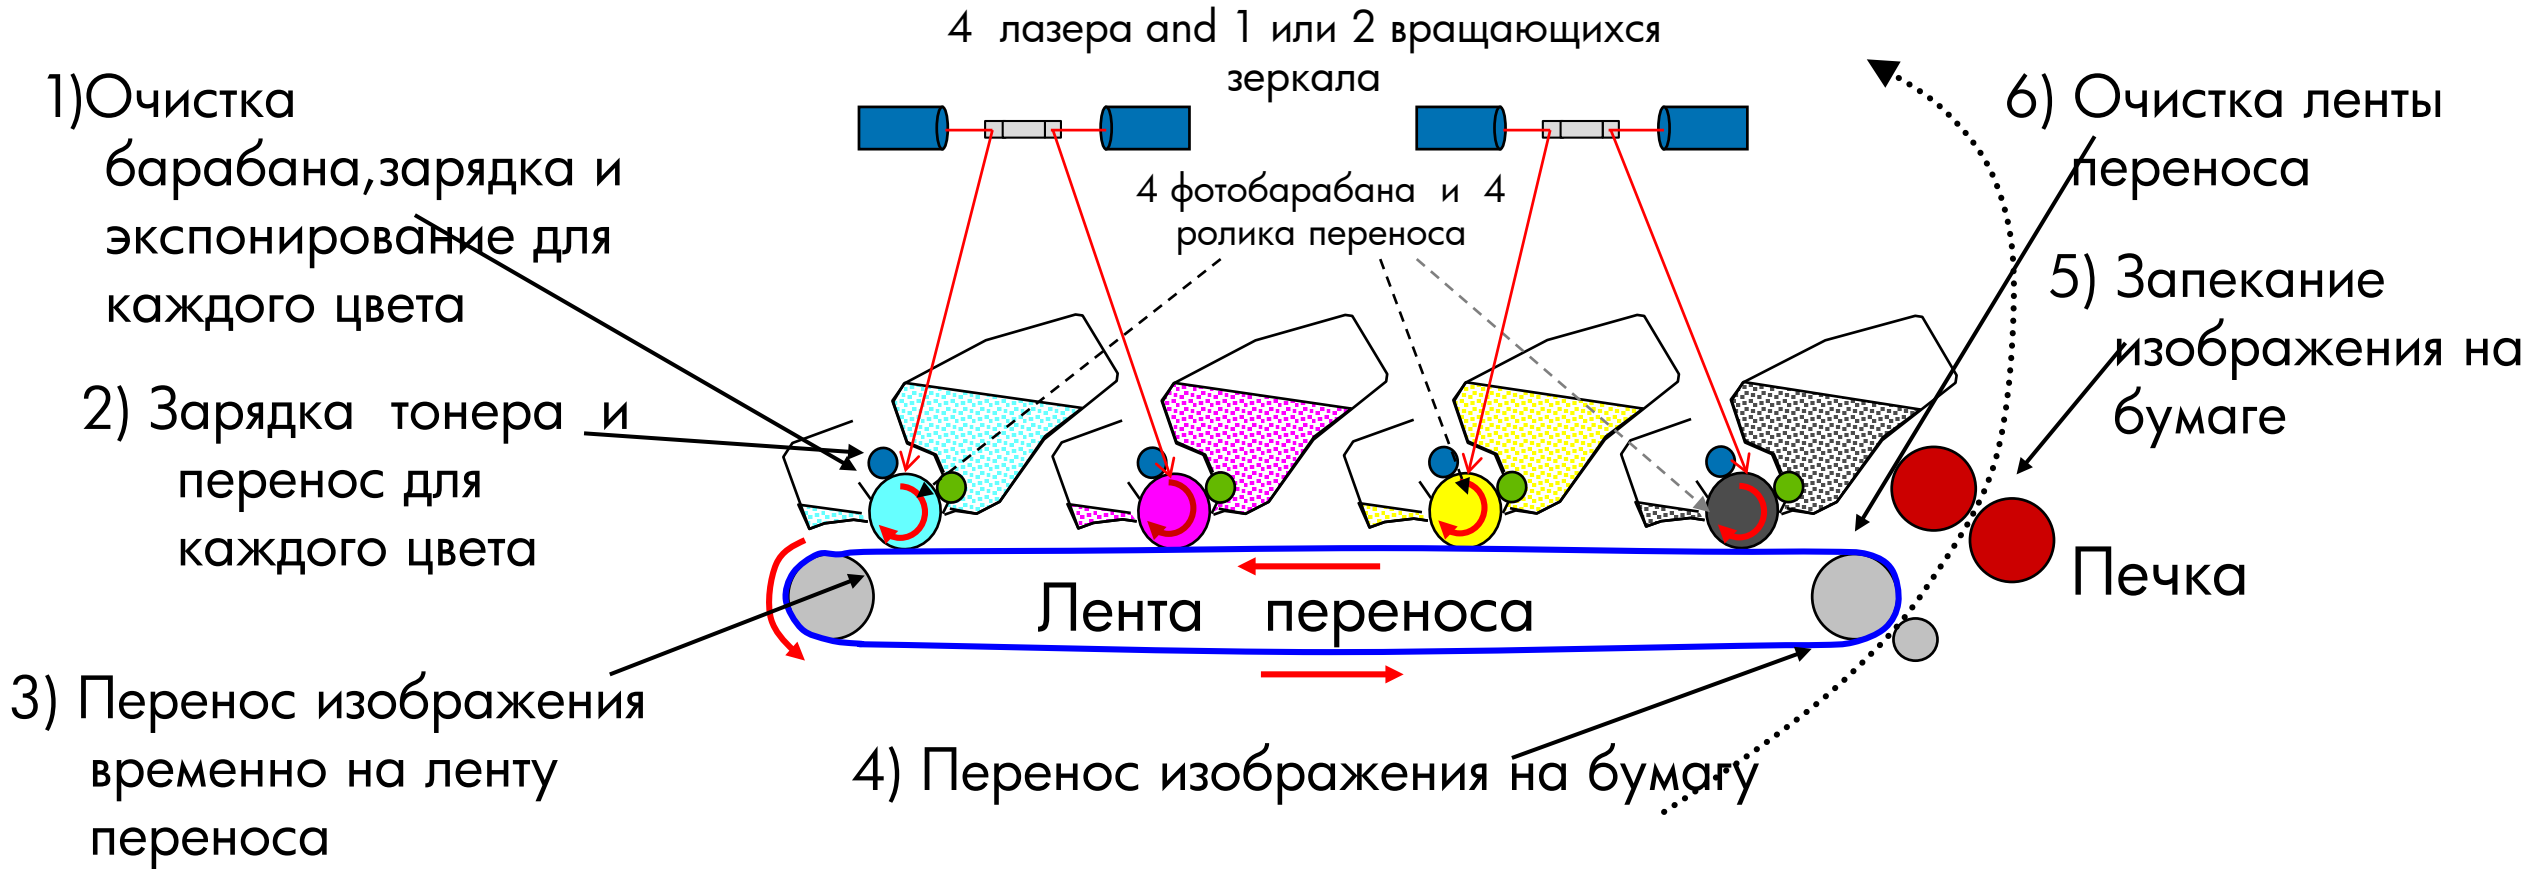 4 лазера and 1 или 2 вращающихся
зеркала
1)Очистка
барабана,зарядка и
экспонирование для
каждого цвета
2) Зарядка тонера и
перенос для
каждого цвета
3) Перенос изображения
временно на ленту
переноса
4 фотобарабана и 4
ролика переноса
Лента переноса
4) Перенос изображения на бумагу
6) Очистка ленты
переноса
5) Запекание
изображения на
бумаге
Печка